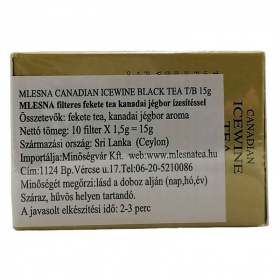 MLESNA CANADIAN ICEWINE BLACK TEA T/B 15g
MLESNA filteres fekete tea kanadai jégbor ízesítéssel
Összetevők: fekete tea, kanadai jégbor aroma
Nettó tömeg: 10 filter X 1,5g = 15g
Származási ország: Sri Lanka (Ceylon)
Importálja:Minőségvár Kft. www.mlesnatea.hu
Cím:1124 Bp.Vércse u.17.Tel:06-20-5210086
Minőségét megőrzi:lásd a doboz alján (nap,hó,év)
Száraz, hűvös helyen tartandó.
A javasolt elkészítési idő: 2-3 perc
CANADIAN
ICEWINE
TEA